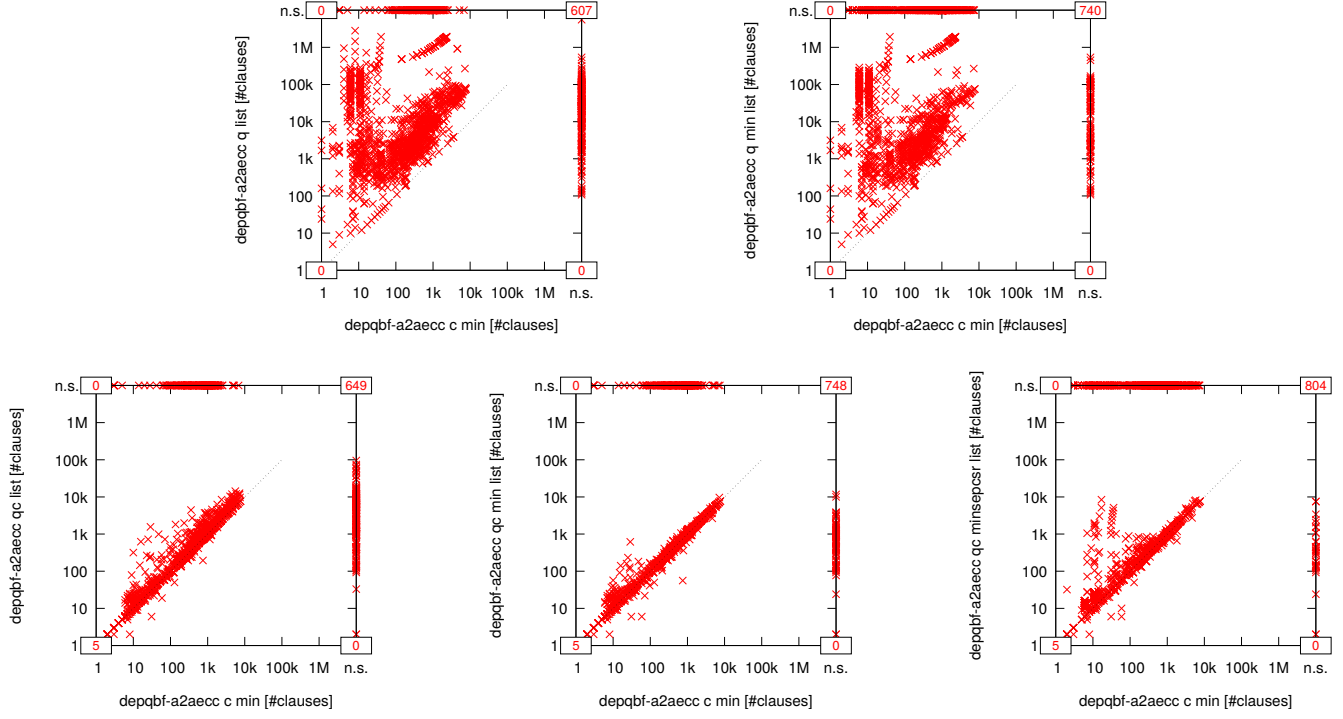 n.s. 0 607
1M
100k
10k
1k
100
10
1 0 0
1 10 100 1k 10k 100k 1M n.s.
depqbf-a2aecc q list [#clauses]
depqbf-a2aecc c min [#clauses]
n.s. 0 740
1M
100k
10k
1k
100
10
1 0 0
1 10 100 1k 10k 100k 1M n.s.
depqbf-a2aecc q min list [#clauses]
depqbf-a2aecc c min [#clauses]
n.s. 0 649
1M
100k
10k
1k
100
10
1 5 0
1 10 100 1k 10k 100k 1M n.s.
depqbf-a2aecc qc list [#clauses]
depqbf-a2aecc c min [#clauses]
n.s. 0 748
1M
100k
10k
1k
100
10
1 5 0
1 10 100 1k 10k 100k 1M n.s.
depqbf-a2aecc qc min list [#clauses]
depqbf-a2aecc c min [#clauses]
n.s. 0 804
1M
100k
10k
1k
100
10
1 5 0
1 10 100 1k 10k 100k 1M n.s.
depqbf-a2aecc qc minsepcsr list [#clauses]
depqbf-a2aecc c min [#clauses]